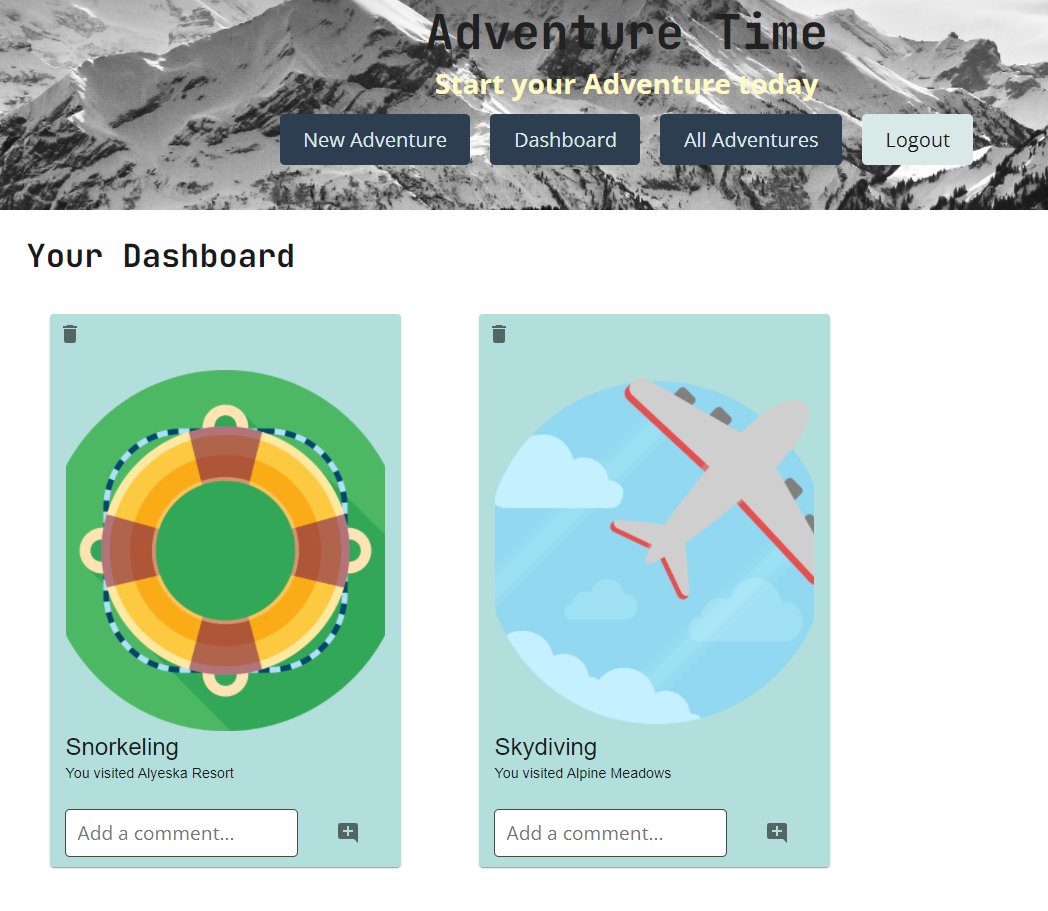 Adventure Time
Start your Adventure today
New Adventure Dashboard All Adventures Logout
Your Dashboard
Snorkeling
You visited Alyeska Resort
Add a comment...
Skydiving
You visited Alpine Meadows
Add a comment...